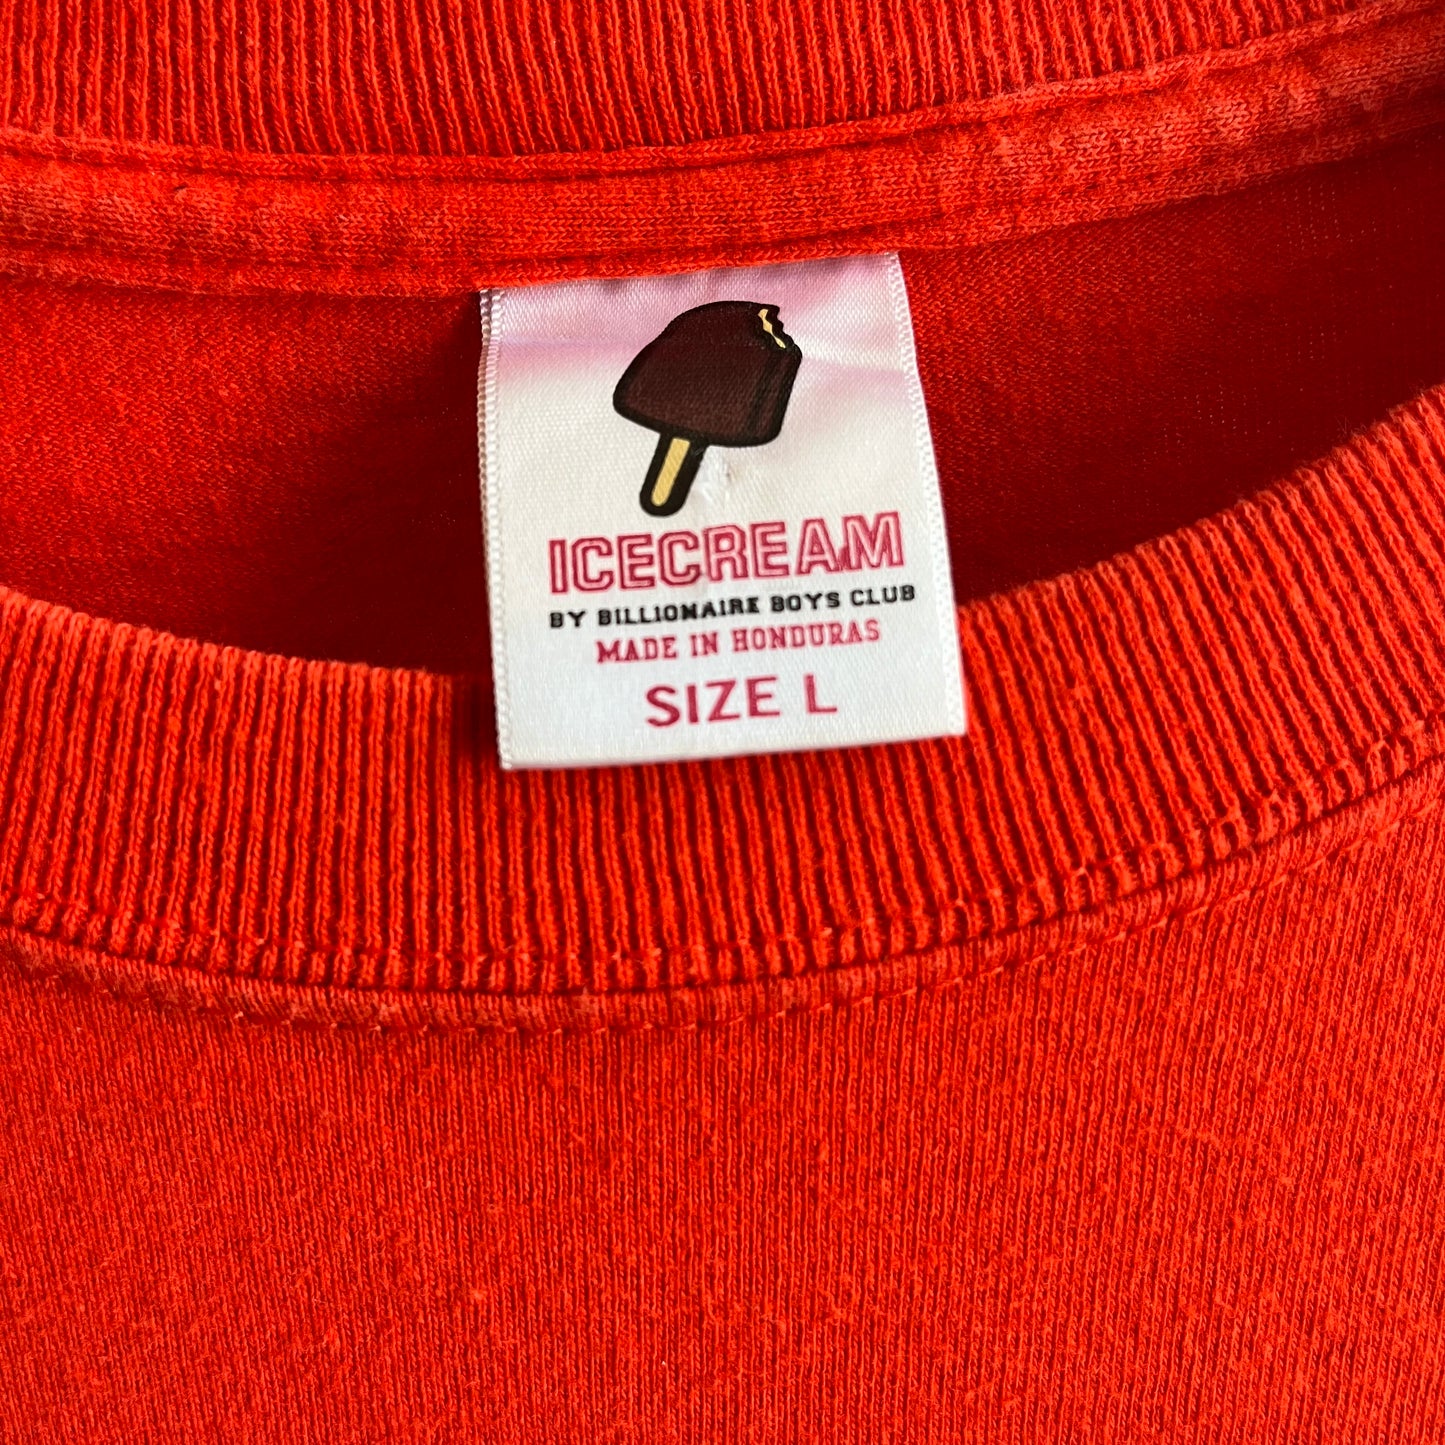 ICECREAM
BY BILLIONAIRE BOYS CLUB
MADE IN HONDURAS
SIZE L